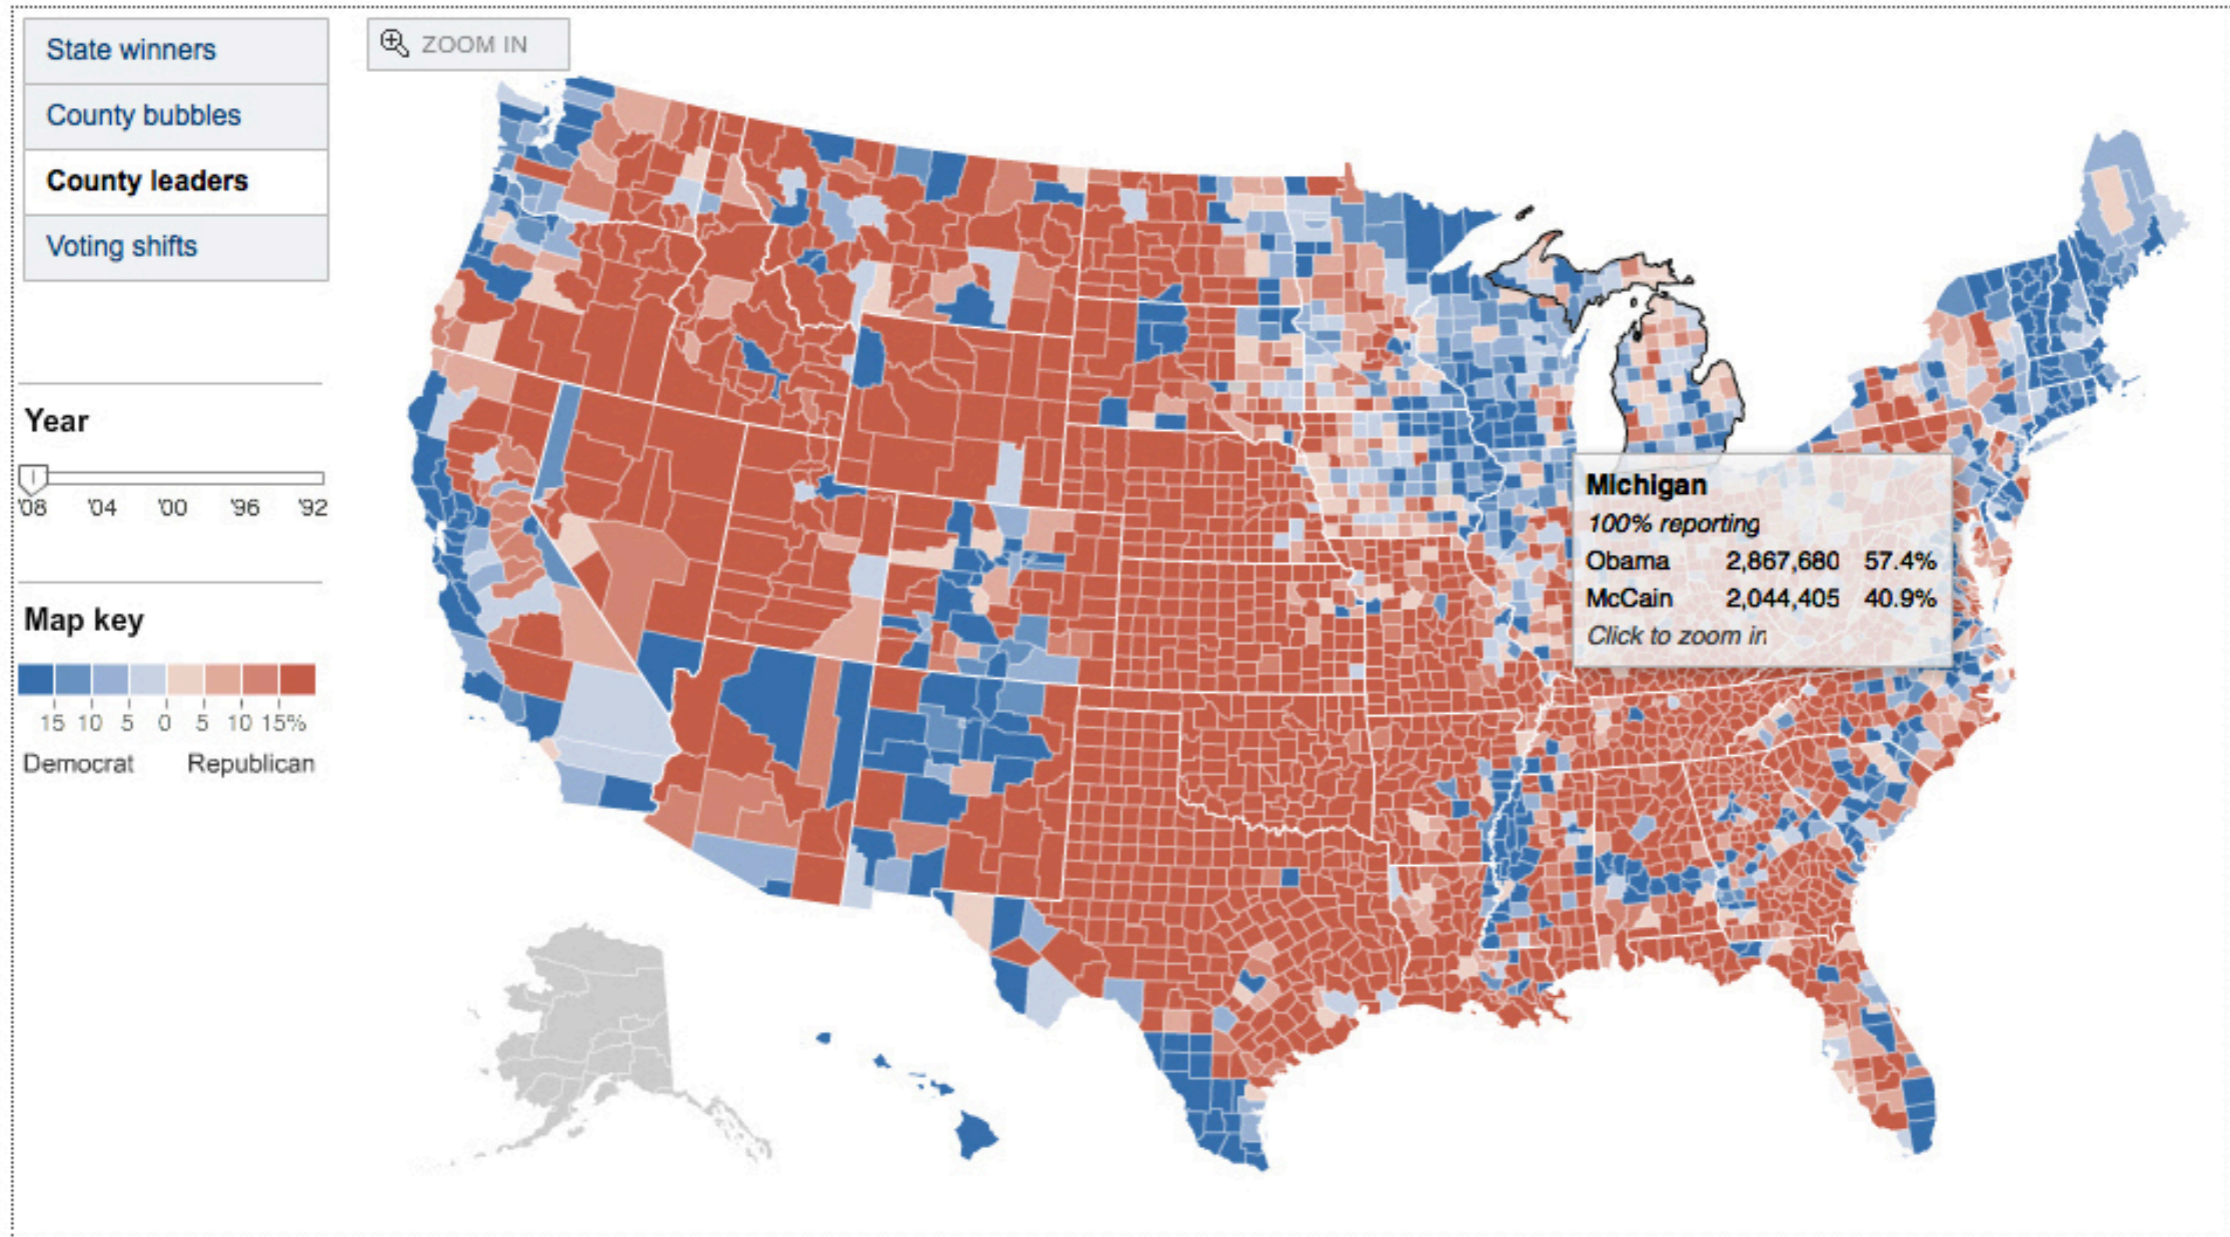 State winners
County bubbles
County leaders
Voting shifts
ZOOM IN
Year
'08 '04 '00 '96 '92
Map key
15 10 5 0 5 10 15%
Democrat Republican
Michigan
100% reporting
Obama 2,867,680 57.4%
McCain 2,044,405 40.9%
Click to zoom in